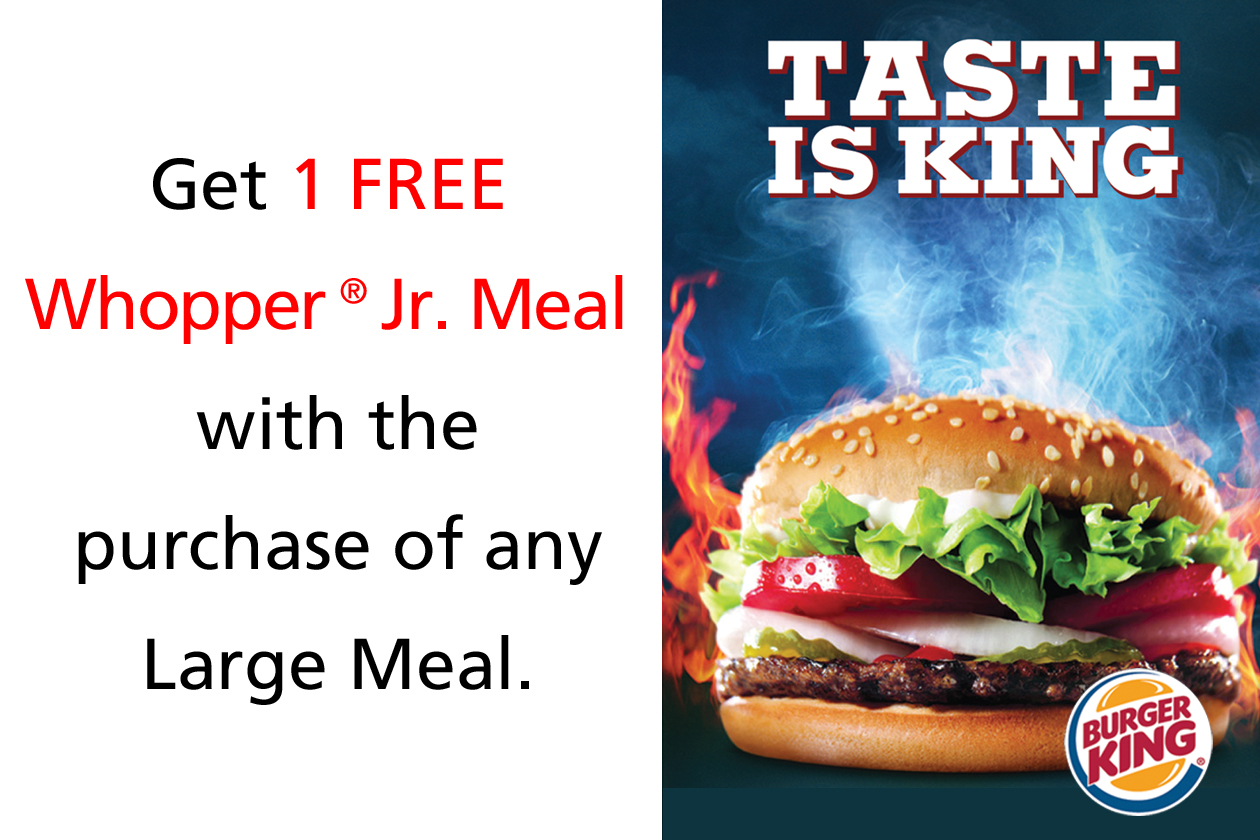 Get 1 FREE
Whopper ® Jr. Meal
with the
purchase of any
Large Meal.
TASTE
IS KING
BURGER
KING ®